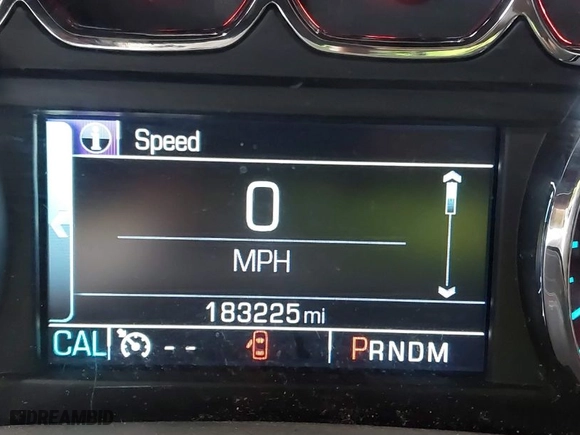 Speed
0
MPH
183225 mi
CAL -- PRNDM
DREAMBID